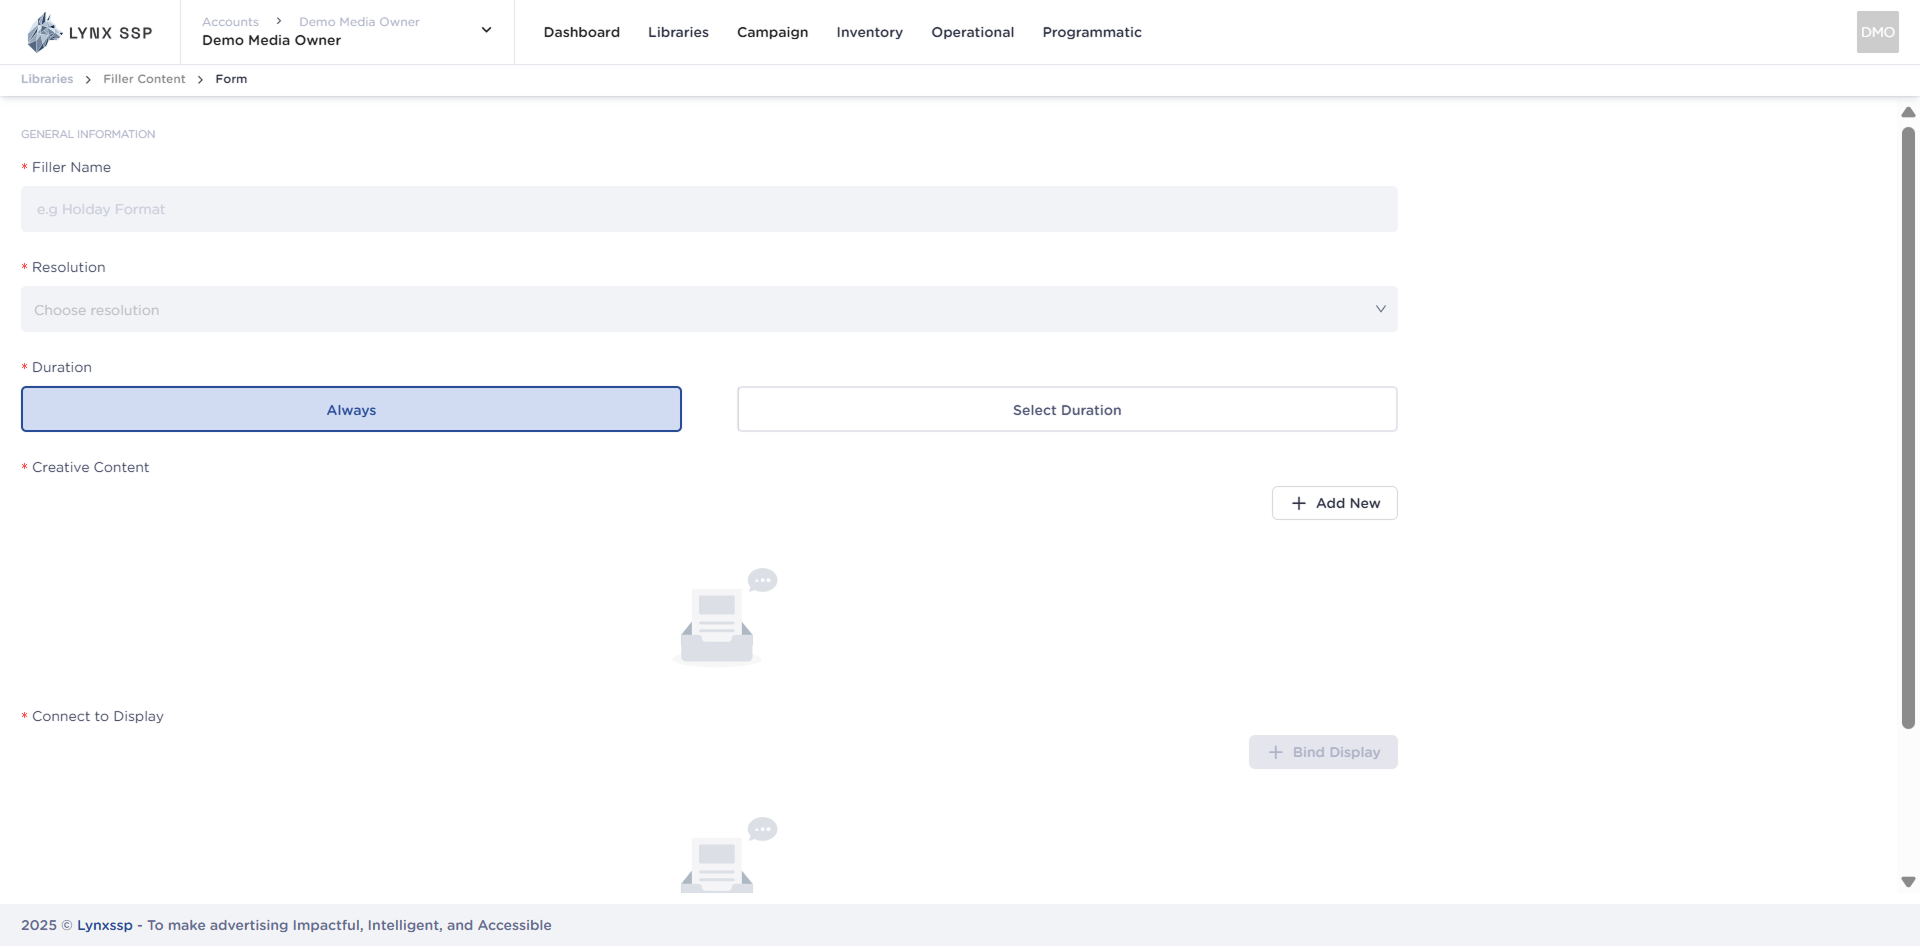 LYNX SSP
Accounts > Demo Media Owner
Demo Media Owner
Dashboard Libraries Campaign Inventory Operational Programmatic
DMO
Libraries > Filler Content > Form
GENERAL INFORMATION
* Filler Name
e.g Holday Format
* Resolution
Choose resolution
* Duration
Always Select Duration
* Creative Content
+ Add New
* Connect to Display
+ Bind Display
2025 © Lynxssp - To make advertising Impactful, Intelligent, and Accessible